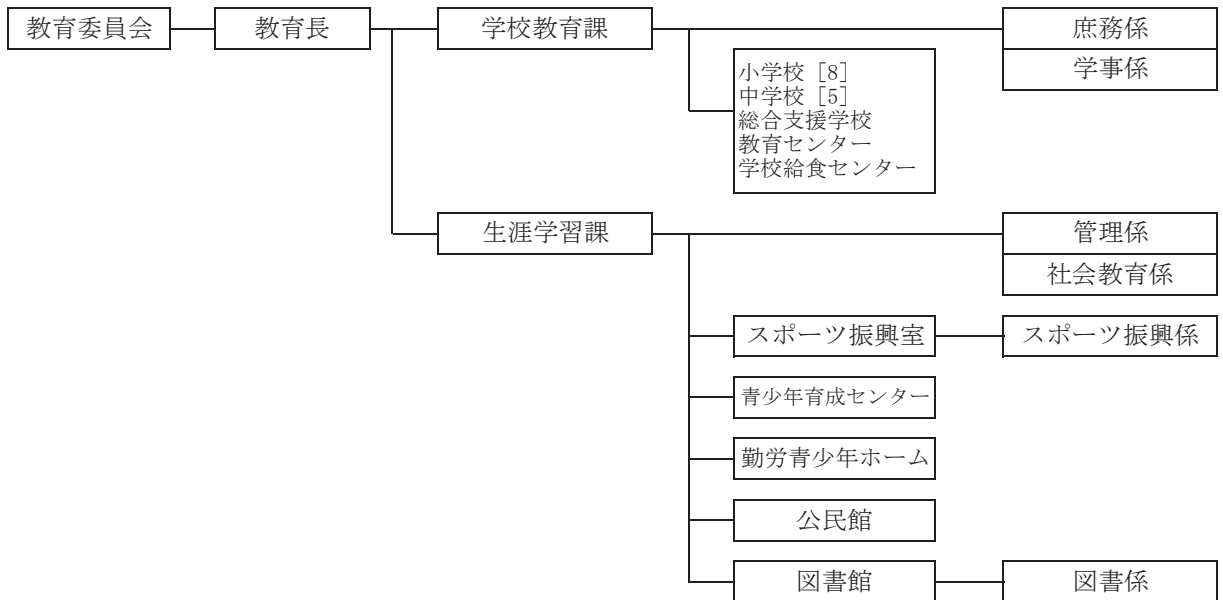 教育委員会
教育長
学校教育課
庶務係
学事係
小学校［8］
中学校［5］
総合支援学校
教育センター
学校給食センター
生涯学習課
管理係
社会教育係
スポーツ振興室
スポーツ振興係
青少年育成センター
勤労青少年ホーム
公民館
図書館
図書係